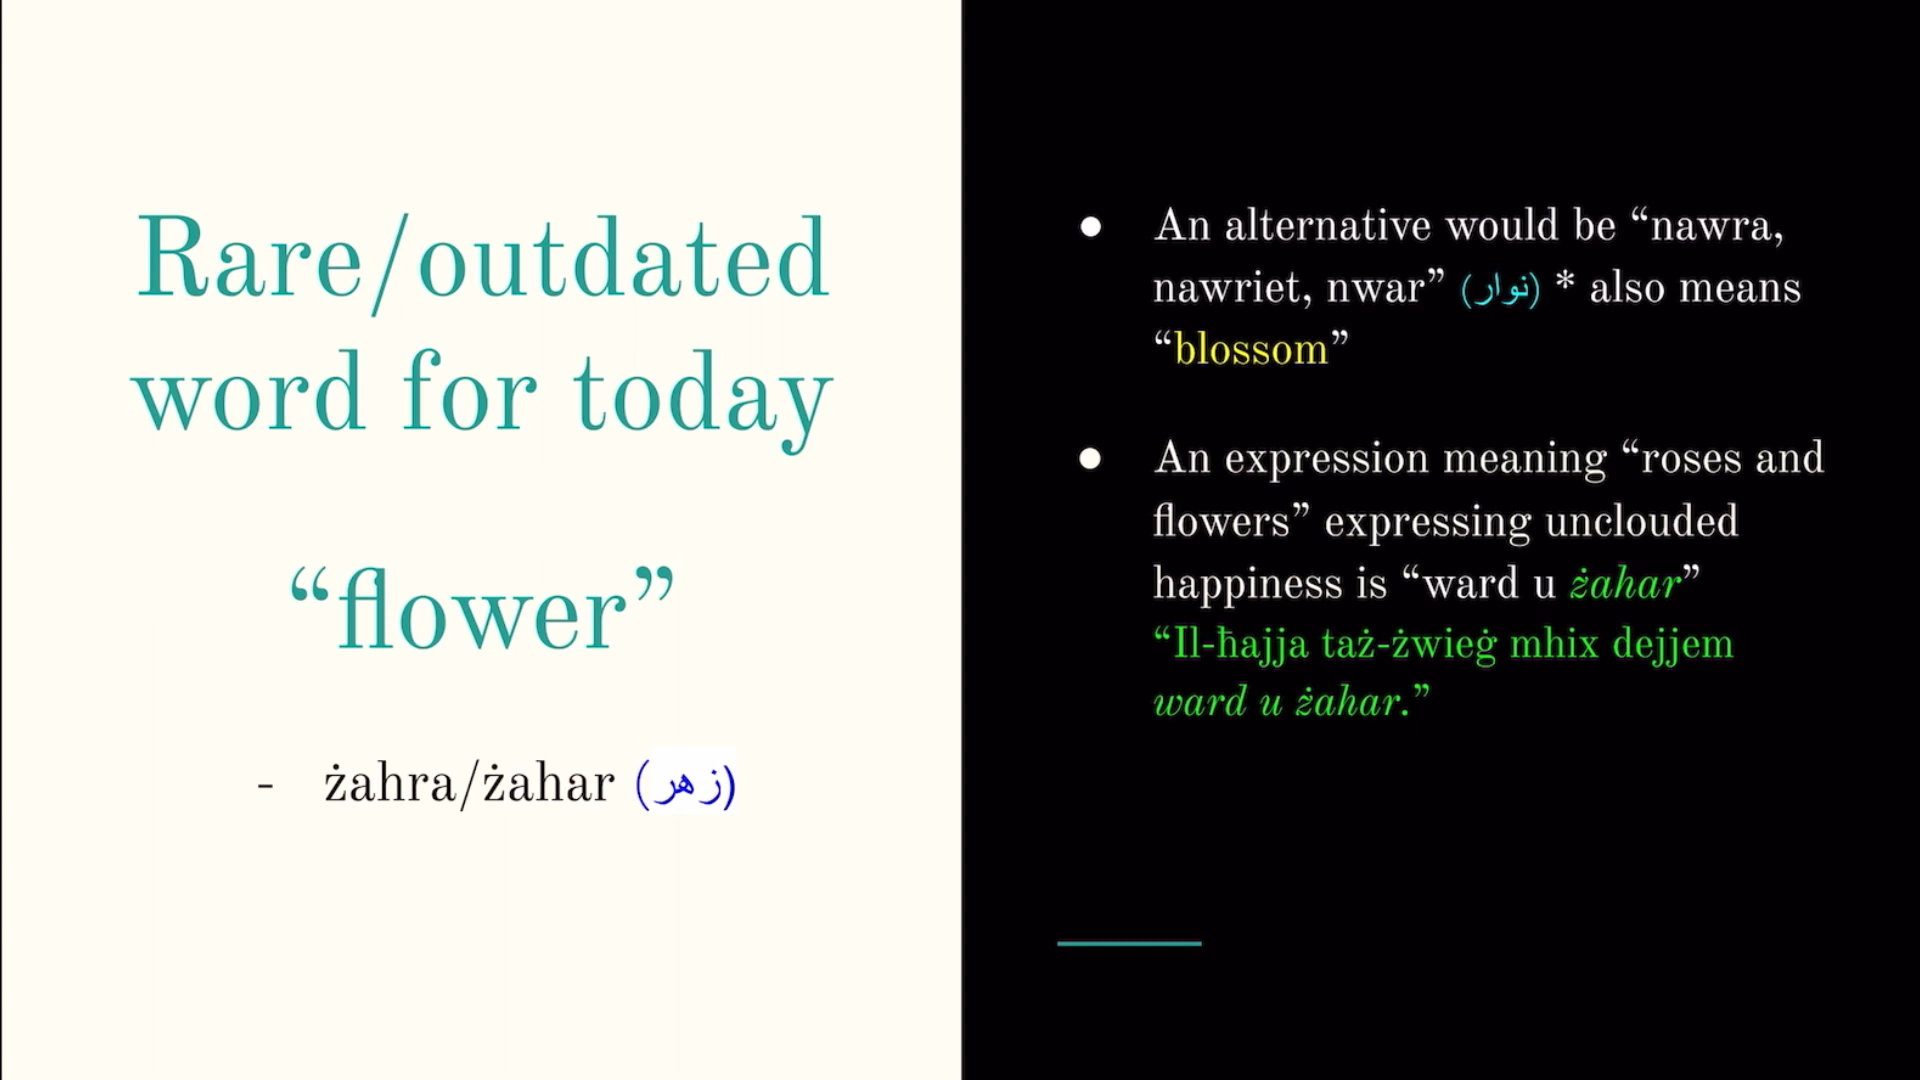 Rare/outdated
word for today
“flower”
- żahra/żahar (زهر)
● An alternative would be “nawra,
nawriet, nwar” (نوار) * also means
“blossom”
● An expression meaning “roses and
flowers” expressing unclouded
happiness is “ward u żahar”
“Il-ħajja taż-żwieġ mhix dejjem
ward u żahar.”